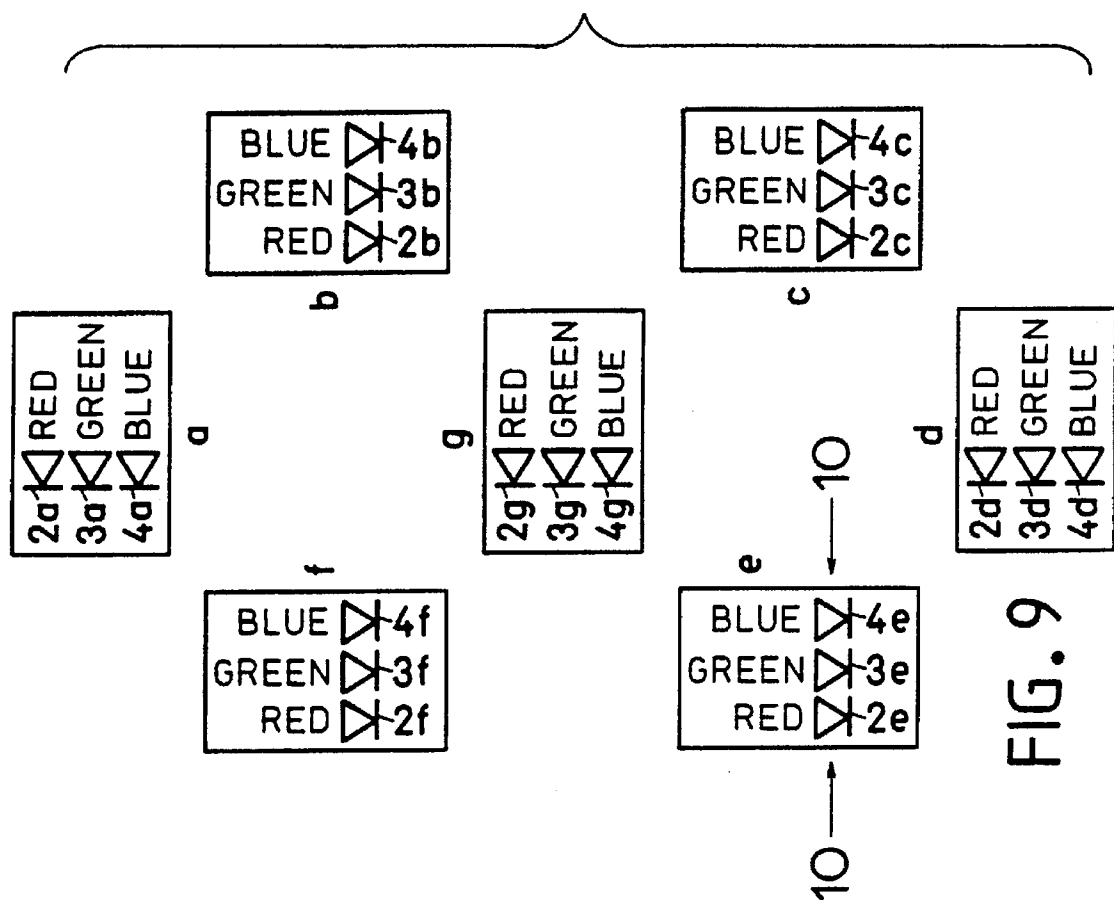 2a RED
3a GREEN
4a BLUE
a
BLUE 4f
GREEN 3f
RED 2f
f
BLUE 4b
GREEN 3b
RED 2b
b
2g RED
3g GREEN
4g BLUE
g
BLUE 4e
GREEN 3e
RED 2e
e
10
10
BLUE 4c
GREEN 3c
RED 2c
c
2d RED
3d GREEN
4d BLUE
d
FIG. 9